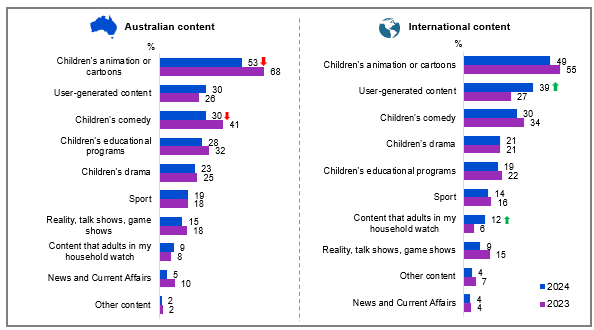 Australian content
%
Children's animation or
cartoons
53
68
User-generated content
30
26
Children's comedy
30
41
Children's educational
programs
28
32
Children's drama
23
25
Sport
19
18
Reality, talk shows, game
shows
15
18
Content that adults in my
household watch
9
8
News and Current Affairs
5
10
Other content
2
2
International content
%
Children's animation or cartoons
49
55
User-generated content
39
27
Children's comedy
30
34
Children's drama
21
21
Children's educational programs
19
22
Sport
14
16
Content that adults in my
household watch
12
6
Reality, talk shows, game shows
9
15
Other content
4
7
News and Current Affairs
4
4
2024
2023